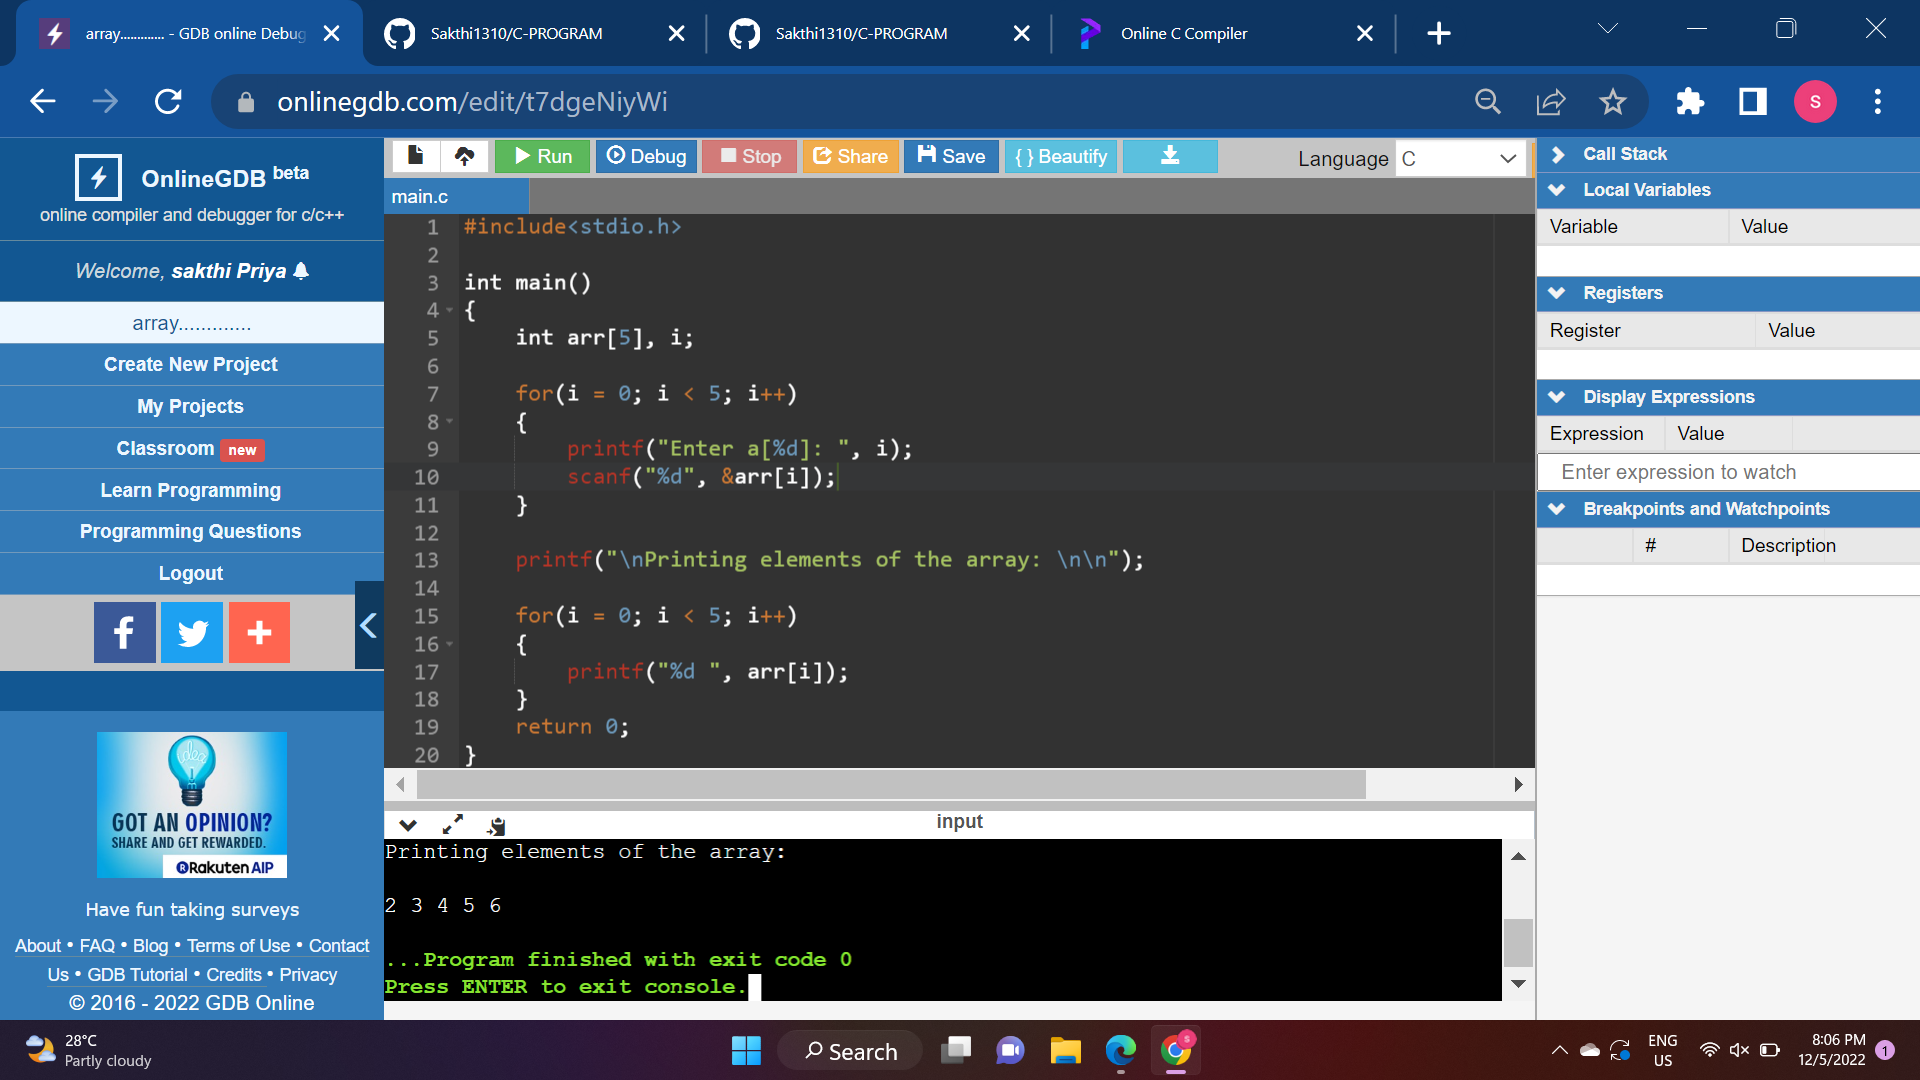 array............. - GDB online Debug
Sakthi1310/C-PROGRAM
Sakthi1310/C-PROGRAM
Online C Compiler
onlinegdb.com/edit/t7dgeNiyWi
S
OnlineGDB beta
online compiler and debugger for c/c++
Welcome, sakthi Priya
array.............
Create New Project
My Projects
Classroom new
Learn Programming
Programming Questions
Logout
f
+
idea
GOT AN OPINION?
SHARE AND GET REWARDED.
Rakuten AIP
Have fun taking surveys
About • FAQ • Blog • Terms of Use • Contact
Us • GDB Tutorial • Credits • Privacy
© 2016 - 2022 GDB Online
Run
Debug
Stop
Share
Save
{ } Beautify
Language C
main.c
1 #include<stdio.h>
2
3 int main()
4 {
5 int arr[5], i;
6
7 for(i = 0; i < 5; i++)
8 {
9 printf("Enter a[%d]: ", i);
10 scanf("%d", &arr[i]);
11 }
12
13 printf("\nPrinting elements of the array: \n\n");
14
15 for(i = 0; i < 5; i++)
16 {
17 printf("%d ", arr[i]);
18 }
19 return 0;
20 }
input
Printing elements of the array:
2 3 4 5 6
...Program finished with exit code 0
Press ENTER to exit console.
Call Stack
Local Variables
Variable Value
Registers
Register Value
Display Expressions
Expression Value
Enter expression to watch
Breakpoints and Watchpoints
# Description
28°C
Partly cloudy
Search
s
ENG
US
8:06 PM
12/5/2022
1